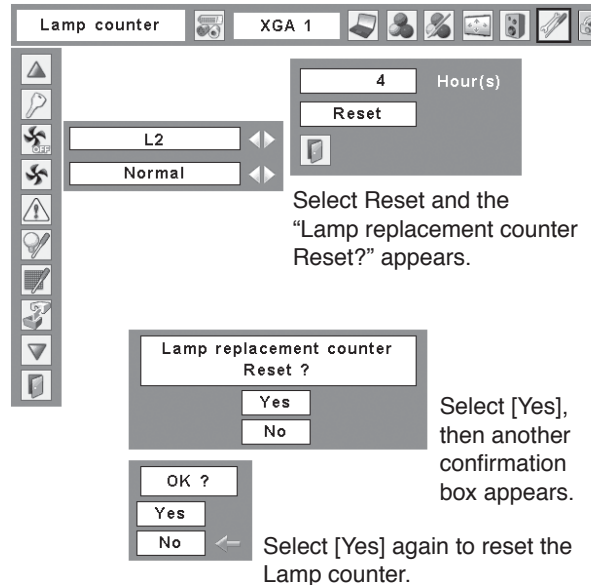 Lamp counter
XGA 1
4 Hour(s)
Reset
OFF
L2
Normal
Select Reset and the
“Lamp replacement counter
Reset?” appears.
Lamp replacement counter
Reset ?
Yes
No
Select [Yes],
then another
confirmation
box appears.
OK ?
Yes
No
Select [Yes] again to reset the
Lamp counter.